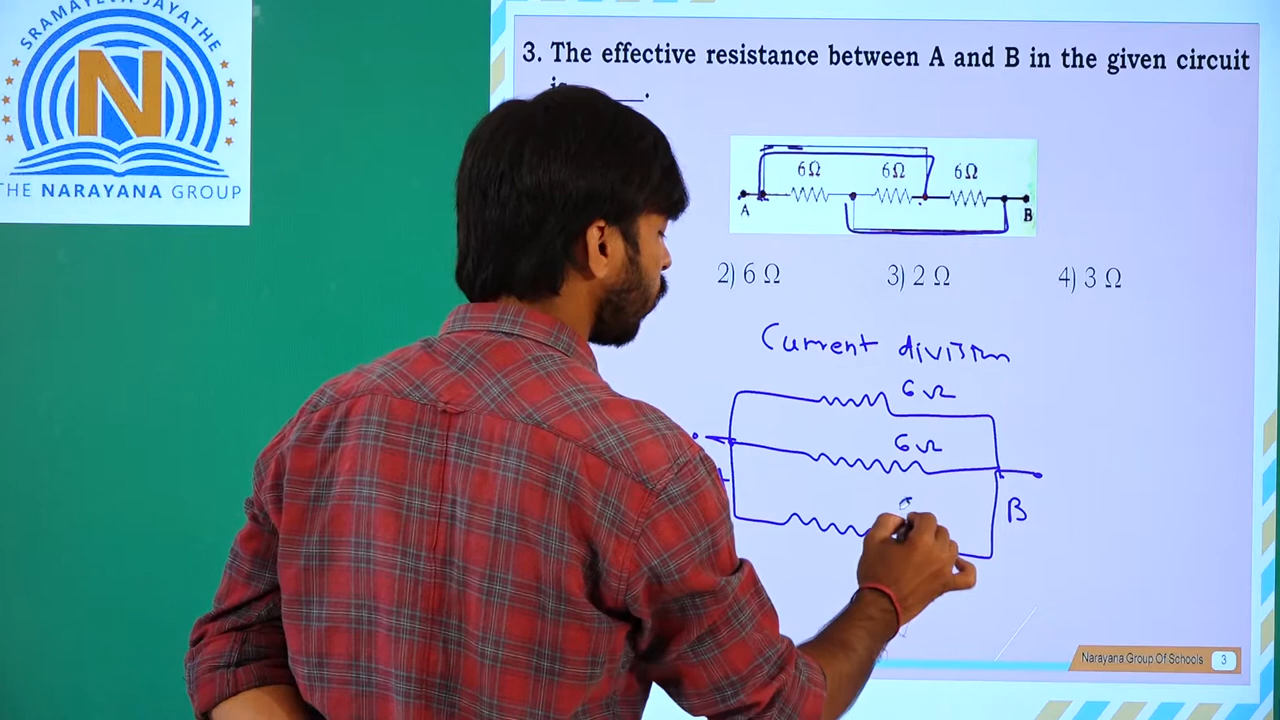 SRAMAYEVA JAYATHE
N
THE NARAYANA GROUP
3. The effective resistance between A and B in the given circuit
.
6Ω 6Ω 6Ω
A B
2) 6 Ω 3) 2 Ω 4) 3 Ω
Current division
6Ω
6Ω
B
Narayana Group Of Schools 3